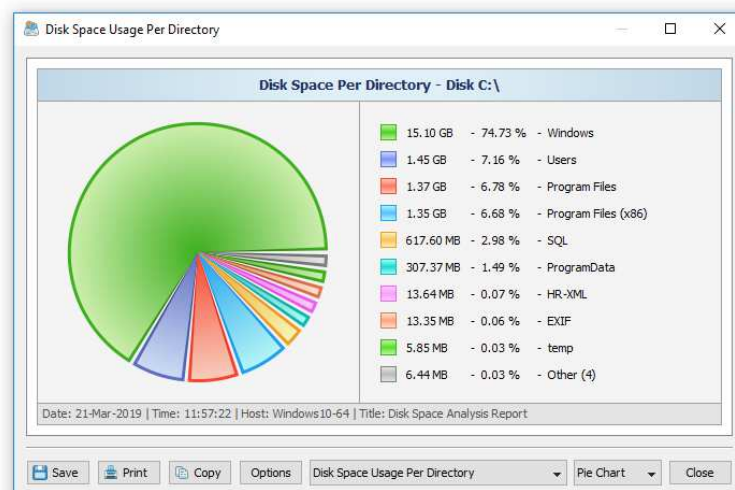 Disk Space Usage Per Directory
Disk Space Per Directory - Disk C:\
15.10 GB - 74.73 % - Windows
1.45 GB - 7.16 % - Users
1.37 GB - 6.78 % - Program Files
1.35 GB - 6.68 % - Program Files (x86)
617.60 MB - 2.98 % - SQL
307.37 MB - 1.49 % - ProgramData
13.64 MB - 0.07 % - HR-XML
13.35 MB - 0.06 % - EXIF
5.85 MB - 0.03 % - temp
6.44 MB - 0.03 % - Other (4)
Date: 21-Mar-2019 | Time: 11:57:22 | Host: Windows10-64 | Title: Disk Space Analysis Report
Save Print Copy Options Disk Space Usage Per Directory Pie Chart Close